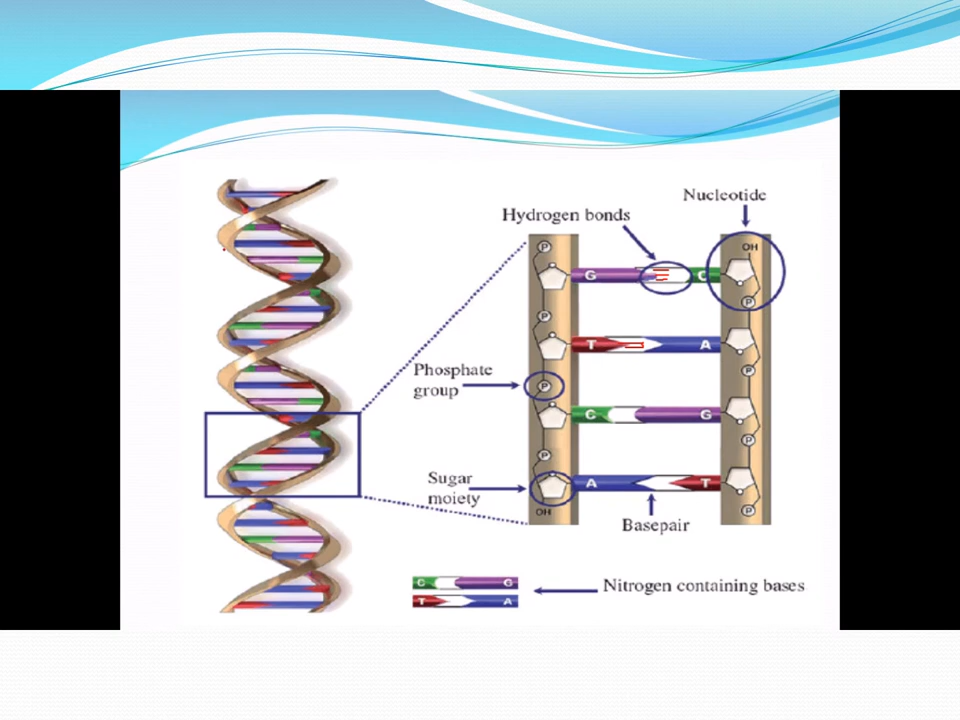 Nucleotide
Hydrogen bonds
OH
P
G C
P
P
T A
P
Phosphate
group
P
C G
P
P
Sugar
moiety
A T
OH
P
Basepair
C G
T A
Nitrogen containing bases